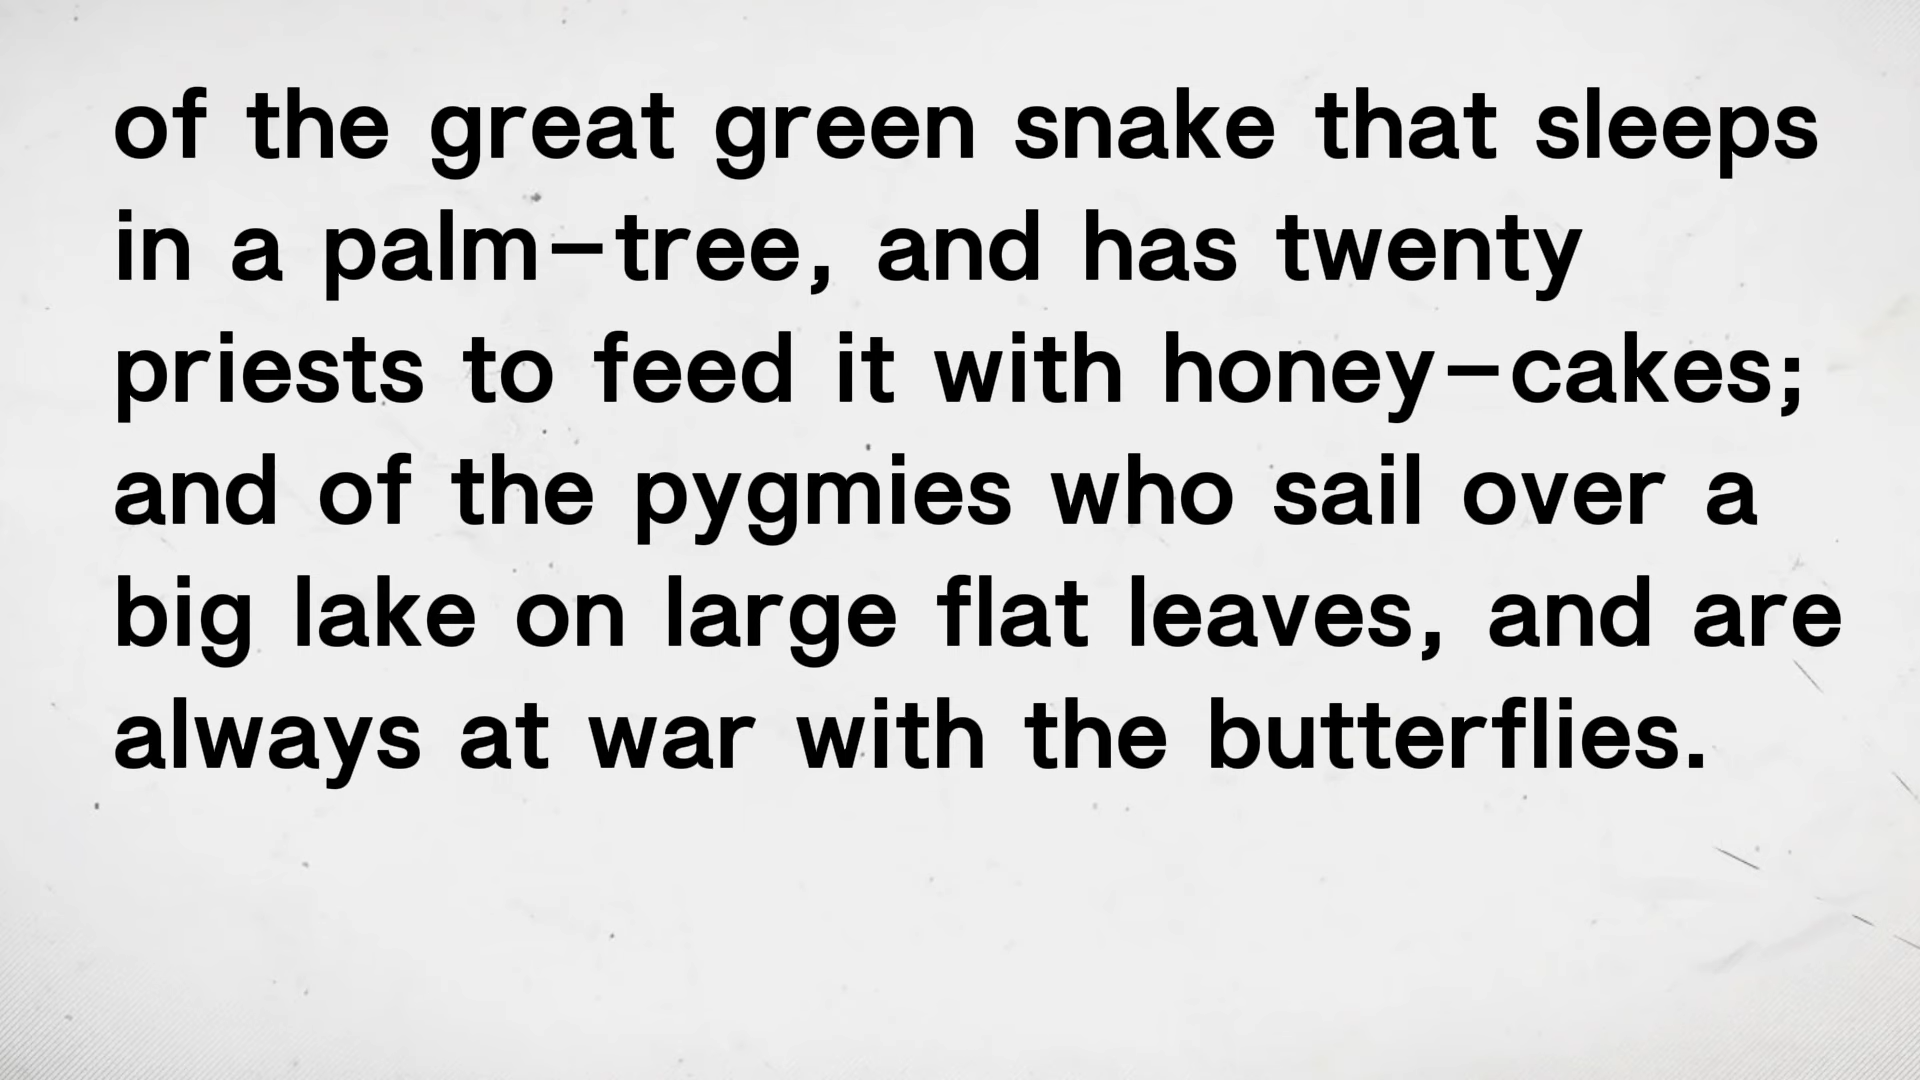 of the great green snake that sleeps
in a palm-tree, and has twenty
priests to feed it with honey-cakes;
and of the pygmies who sail over a
big lake on large flat leaves, and are
always at war with the butterflies.